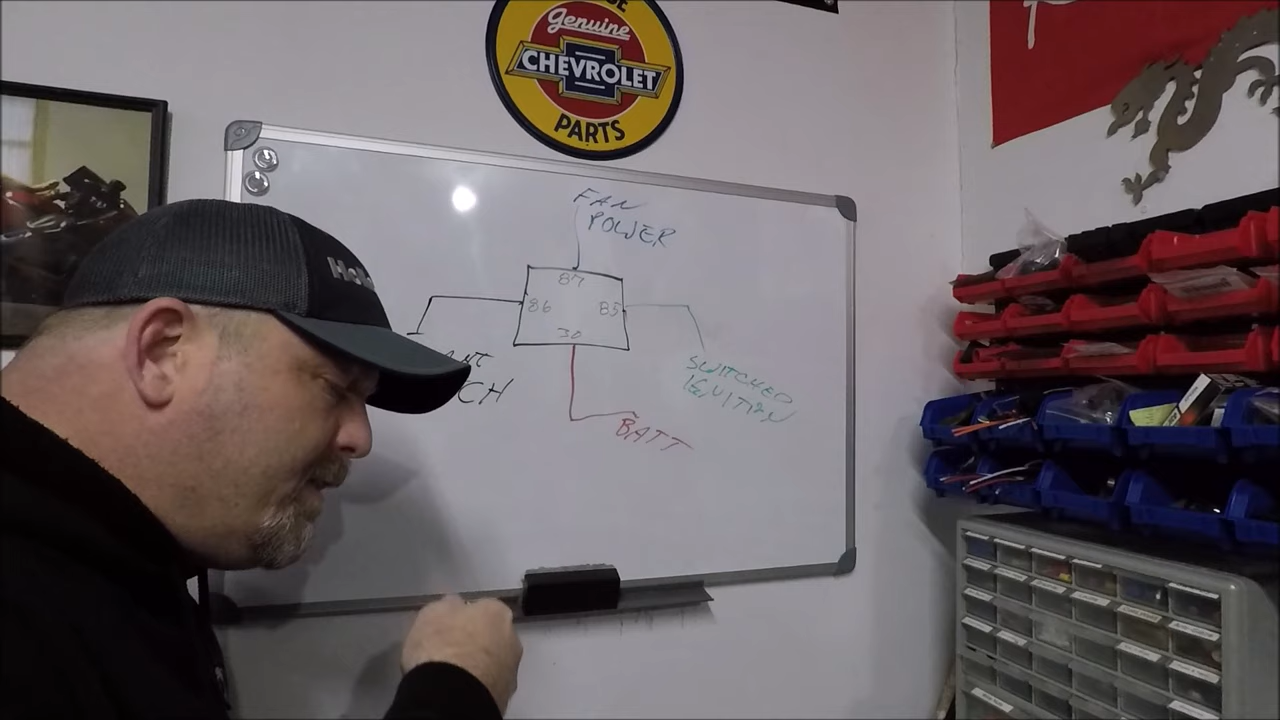 Genuine
CHEVROLET
PARTS
FAN
POWER
87
86
85
30
SWITCHED
IGNITION
BATT